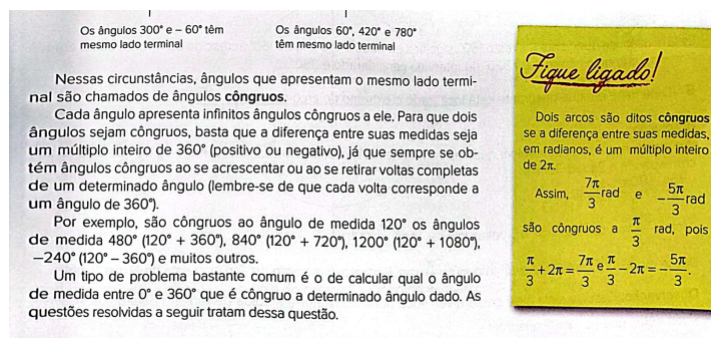 Os ângulos 300° e – 60° têm
mesmo lado terminal
Os ângulos 60°, 420° e 780°
têm mesmo lado terminal
Nessas circunstâncias, ângulos que apresentam o mesmo lado termi-
nal são chamados de ângulos côngruos.
Cada ângulo apresenta infinitos ângulos côngruos a ele. Para que dois
ângulos sejam côngruos, basta que a diferença entre suas medidas seja
um múltiplo inteiro de 360° (positivo ou negativo), já que sempre se ob-
tém ângulos côngruos ao se acrescentar ou ao se retirar voltas completas
de um determinado ângulo (lembre-se de que cada volta corresponde a
um ângulo de 360°).
Por exemplo, são côngruos ao ângulo de medida 120° os ângulos
de medida 480° (120° + 360°), 840° (120° + 720°), 1200° (120° + 1080°),
—240° (120° – 360°) e muitos outros.
Um tipo de problema bastante comum é o de calcular qual o ângulo
de medida entre 0° e 360° que é côngruo a determinado ângulo dado. As
questões resolvidas a seguir tratam dessa questão.
Fique ligado!
Dois arcos são ditos côngruos
se a diferença entre suas medidas,
em radianos, é um múltiplo inteiro
de 2π.
Assim, 7π/3 rad e –5π/3 rad
são côngruos a π/3 rad, pois
π/3 + 2π = 7π/3 e π/3 – 2π = –5π/3.